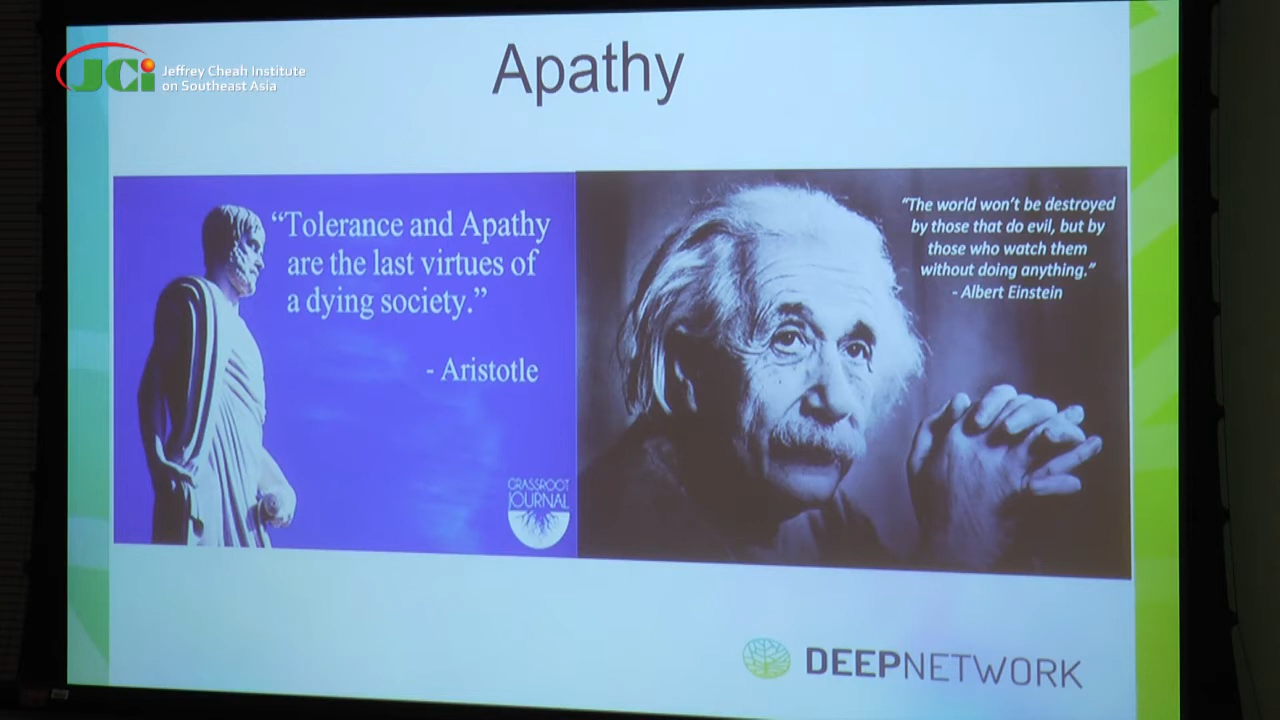 JCi
Jeffrey Cheah Institute
on Southeast Asia
Apathy
“Tolerance and Apathy
are the last virtues of
a dying society.”
- Aristotle
GRASSROOT
JOURNAL
“The world won’t be destroyed
by those that do evil, but by
those who watch them
without doing anything.”
- Albert Einstein
DEEPNETWORK